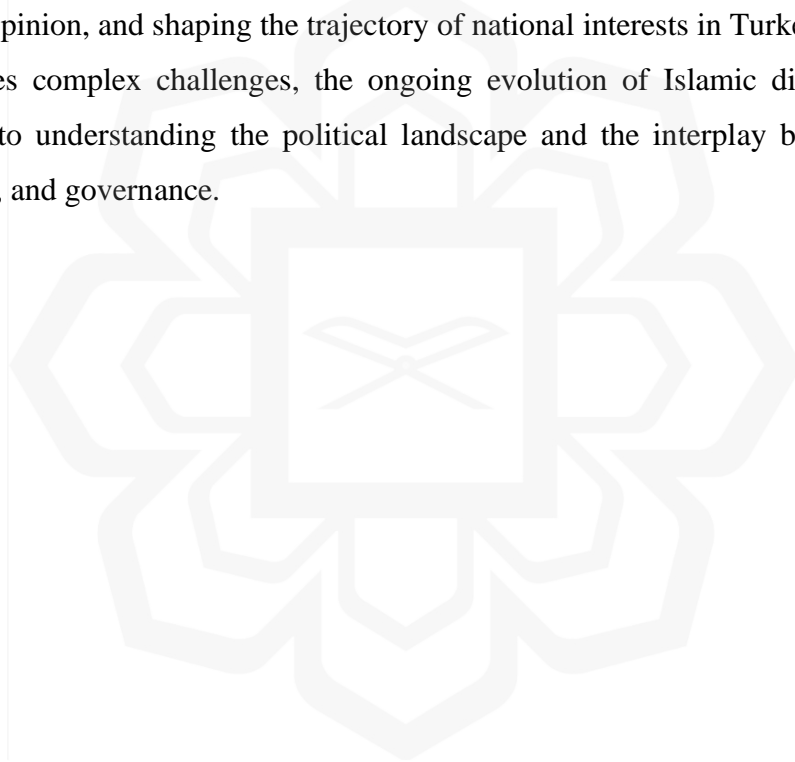 pinion, and shaping the trajectory of national interests in Turk
es complex challenges, the ongoing evolution of Islamic di
to understanding the political landscape and the interplay b
, and governance.